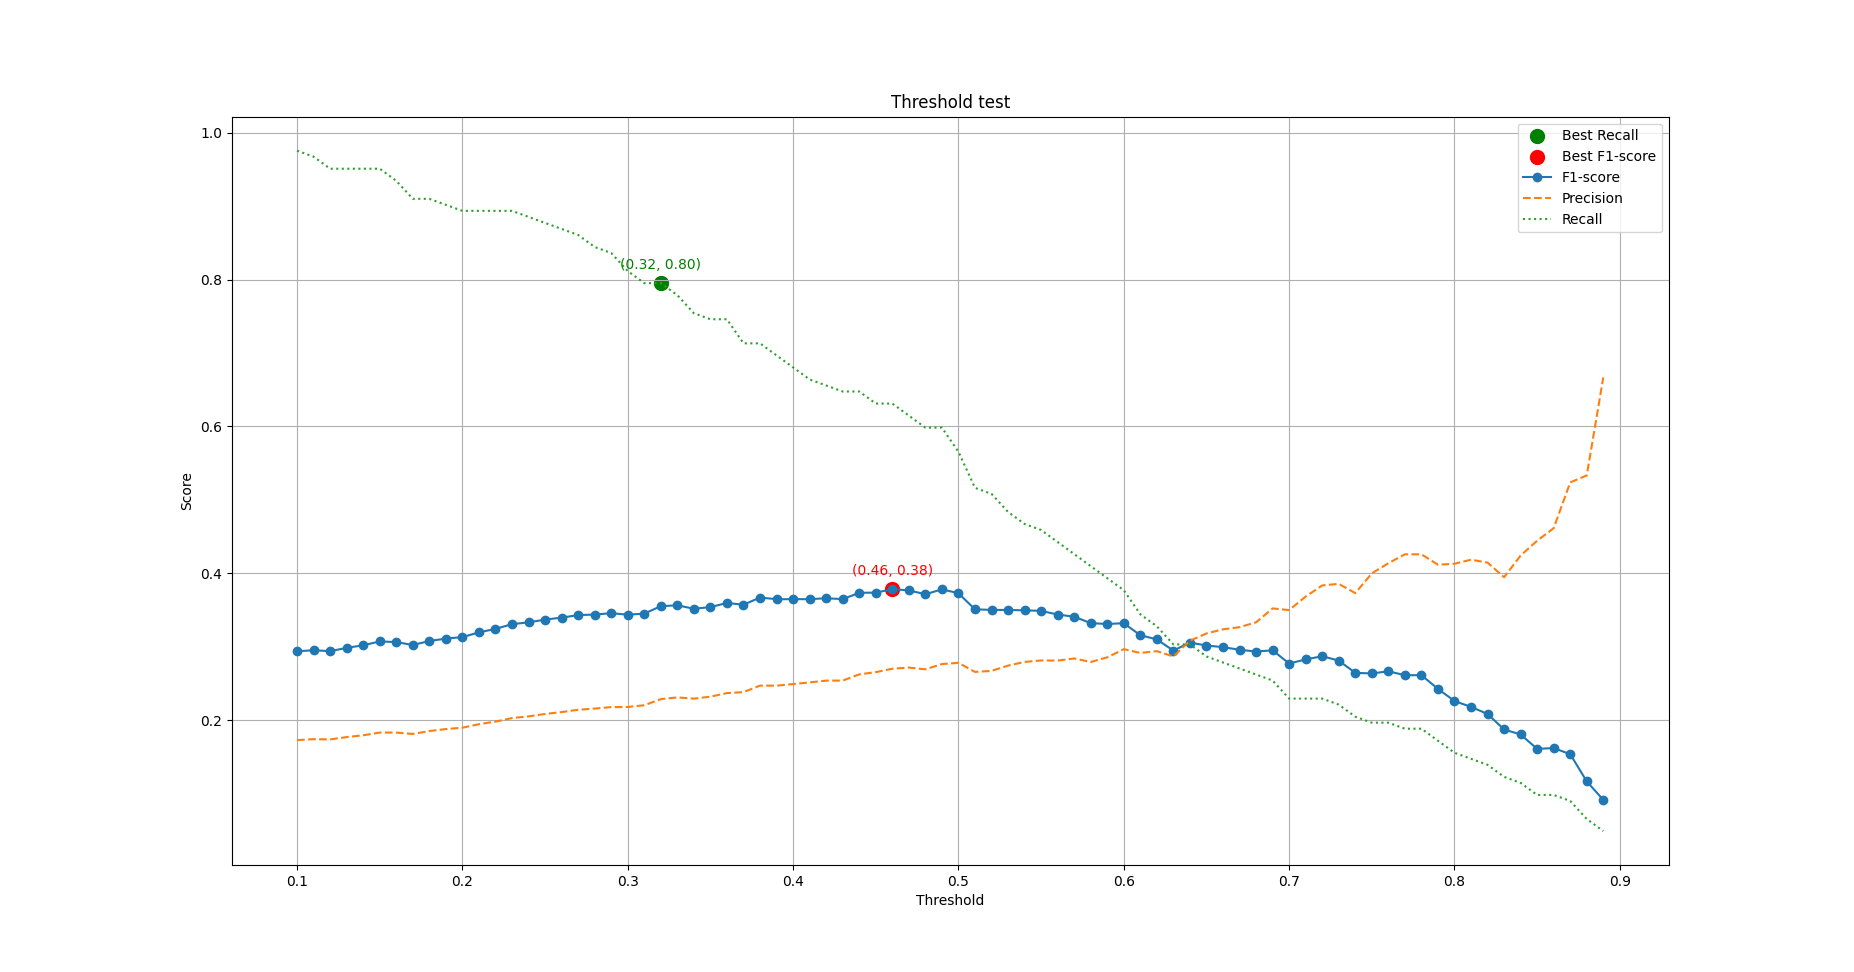 Threshold test
1.0
0.8
0.6
0.4
0.2
Score
Best Recall
Best F1-score
F1-score
Precision
Recall
(0.32, 0.80)
(0.46, 0.38)
0.1 0.2 0.3 0.4 0.5 0.6 0.7 0.8 0.9
Threshold